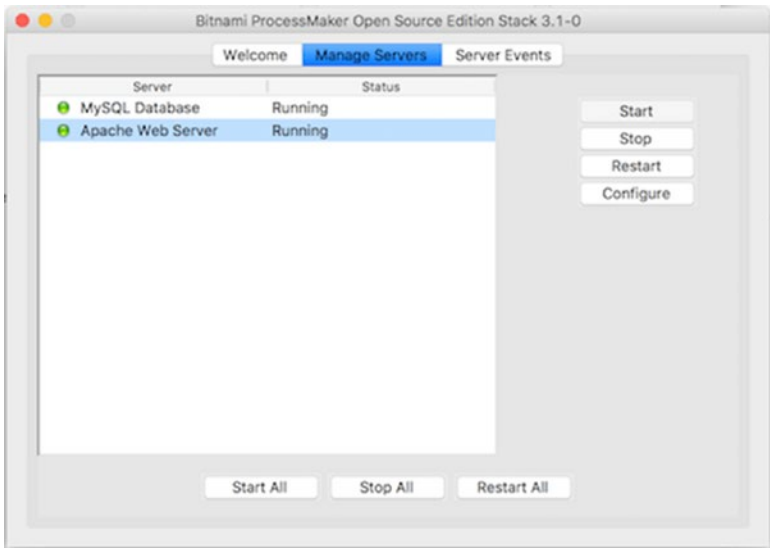 Bitnami ProcessMaker Open Source Edition Stack 3.1-0
Welcome Manage Servers Server Events
Server Status
MySQL Database Running
Apache Web Server Running
Start
Stop
Restart
Configure
Start All Stop All Restart All